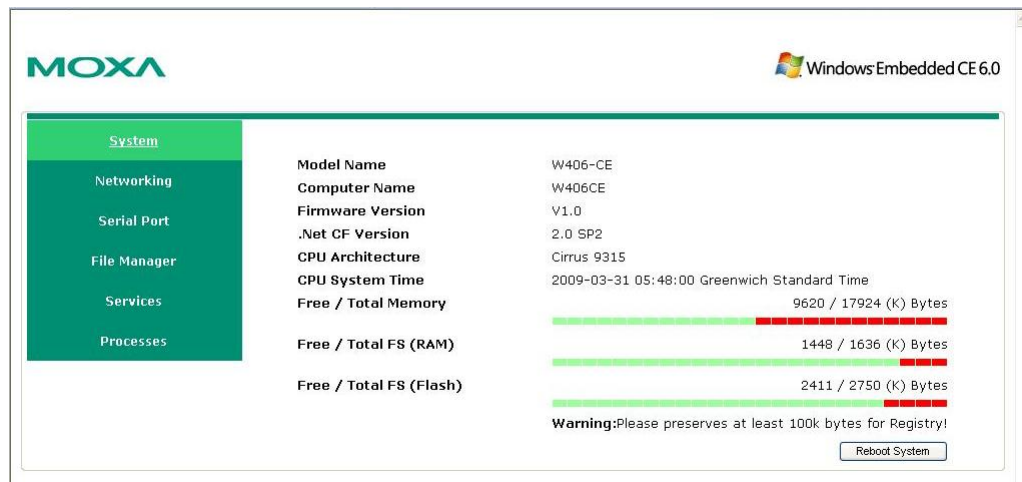 MOXA
Windows Embedded CE 6.0
System
Networking
Serial Port
File Manager
Services
Processes
Model Name W406-CE
Computer Name W406CE
Firmware Version V1.0
.Net CF Version 2.0 SP2
CPU Architecture Cirrus 9315
CPU System Time 2009-03-31 05:48:00 Greenwich Standard Time
Free / Total Memory 9620 / 17924 (K) Bytes
Free / Total FS (RAM) 1448 / 1636 (K) Bytes
Free / Total FS (Flash) 2411 / 2750 (K) Bytes
Warning:Please preserves at least 100k bytes for Registry!
Reboot System